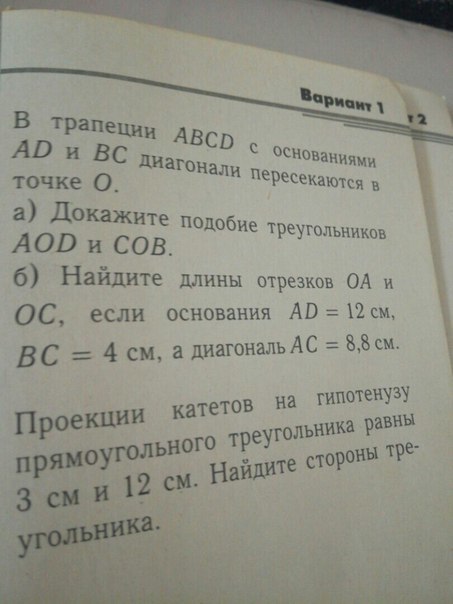 Вариант 1
т 2
В трапеции ABCD с основаниями
AD и BC диагонали пересекаются в
точке O.
а) Докажите подобие треугольников
AOD и COB.
б) Найдите длины отрезков OA и
OC, если основания AD = 12 см,
BC = 4 см, а диагональ AC = 8,8 см.
Проекции катетов на гипотенузу
прямоугольного треугольника равны
3 см и 12 см. Найдите стороны тре-
угольника.